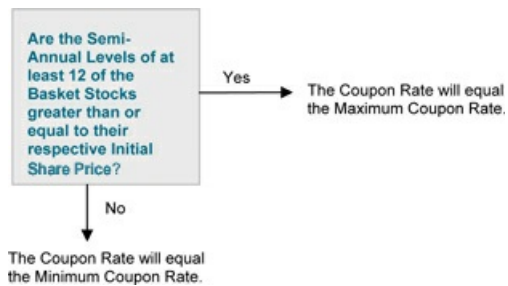 Are the Semi-
Annual Levels of at
least 12 of the
Basket Stocks
greater than or
equal to their
respective Initial
Share Price?
Yes
The Coupon Rate will equal
the Maximum Coupon Rate.
No
The Coupon Rate will equal
the Minimum Coupon Rate.